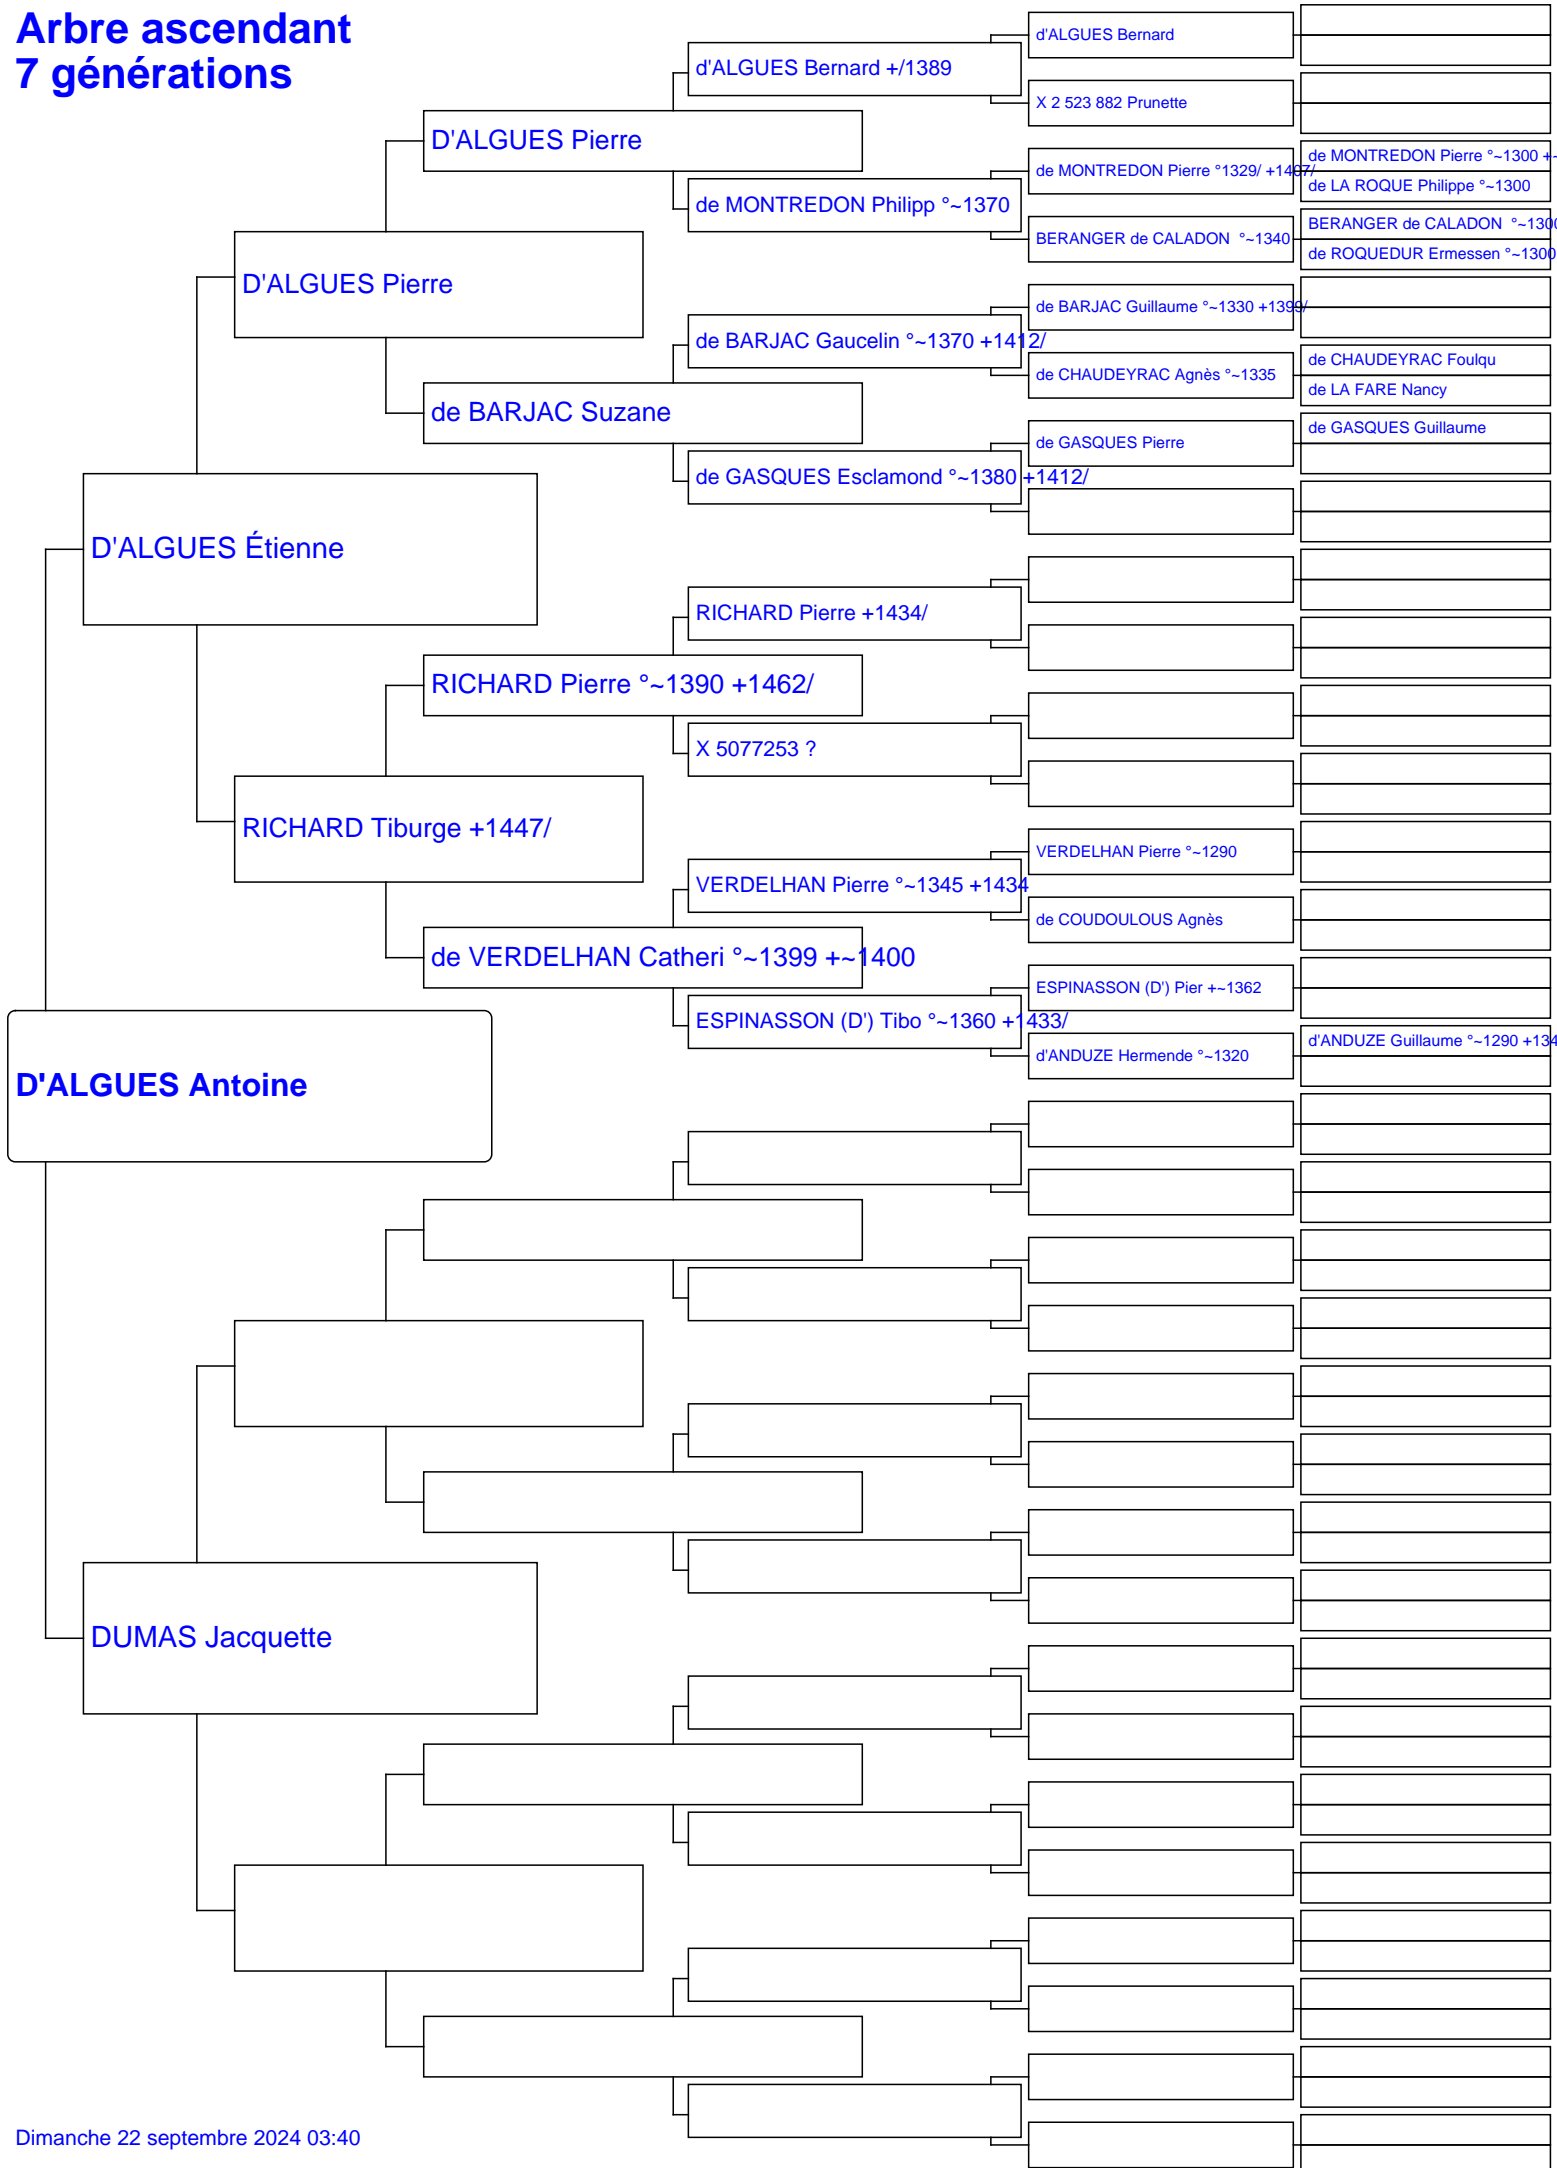 Arbre ascendant
7 générations
d'ALGUES Bernard
d'ALGUES Bernard +/1389
X 2 523 882 Prunette
D'ALGUES Pierre
de MONTREDON Pierre °~1300 +~
de MONTREDON Pierre °1329/ +1407/
de LA ROQUE Philippe °~1300
de MONTREDON Philipp °~1370
BERANGER de CALADON  °~1300
BERANGER de CALADON  °~1340
de ROQUEDUR Ermessen °~1300
D'ALGUES Pierre
de BARJAC Guillaume °~1330 +1399/
de BARJAC Gaucelin °~1370 +1412/
de CHAUDEYRAC Foulqu
de CHAUDEYRAC Agnès °~1335
de LA FARE Nancy
de BARJAC Suzane
de GASQUES Guillaume
de GASQUES Pierre
de GASQUES Esclamond °~1380 +1412/
D'ALGUES Étienne
RICHARD Pierre +1434/
RICHARD Pierre °~1390 +1462/
X 5077253 ?
RICHARD Tiburge +1447/
VERDELHAN Pierre °~1290
VERDELHAN Pierre °~1345 +1434
de COUDOULOUS Agnès
de VERDELHAN Catheri °~1399 +~1400
ESPINASSON (D') Pier +~1362
ESPINASSON (D') Tibo °~1360 +1433/
d'ANDUZE Guillaume °~1290 +134
d'ANDUZE Hermende °~1320
D'ALGUES Antoine
DUMAS Jacquette
Dimanche 22 septembre 2024 03:40